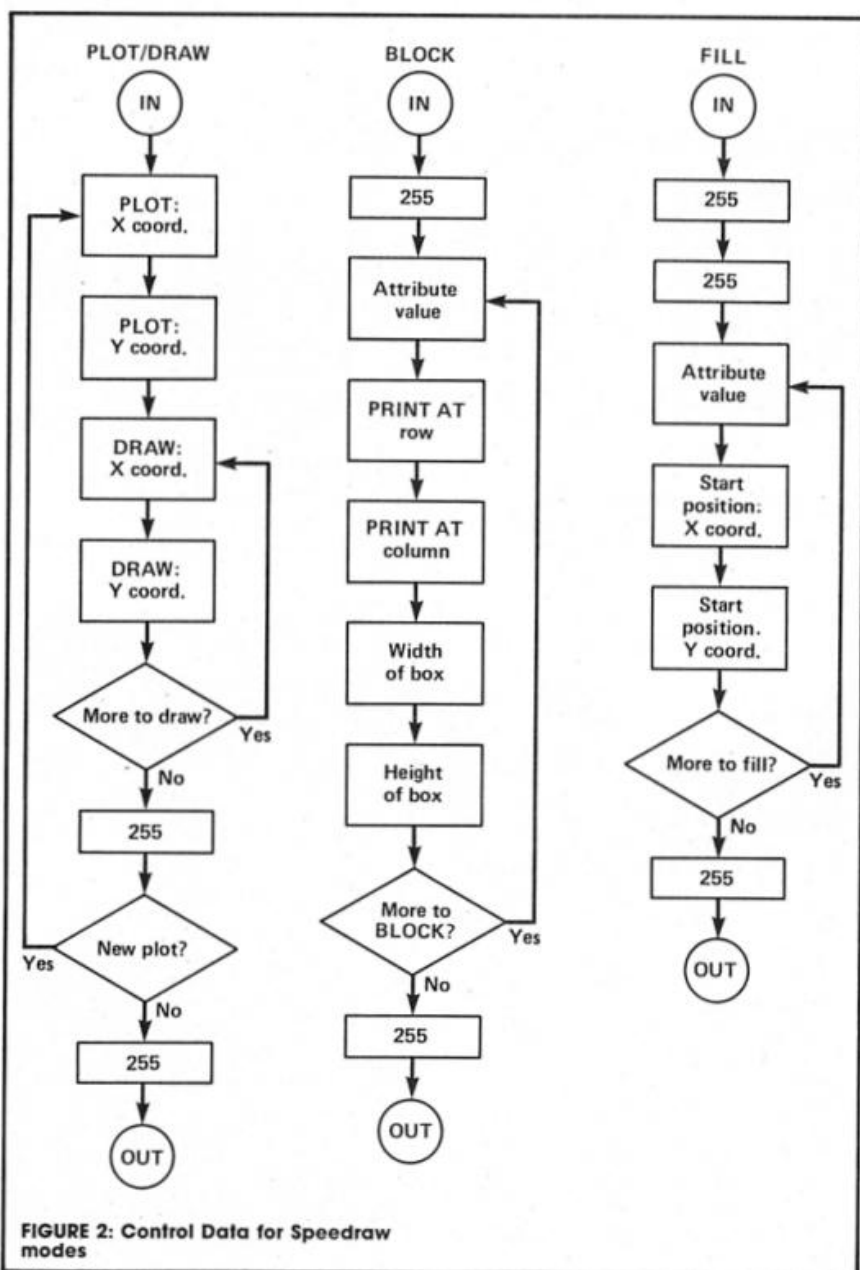 PLOT/DRAW
IN
PLOT:
X coord.
PLOT:
Y coord.
DRAW:
X coord.
DRAW:
Y coord.
More to draw?
Yes
No
255
New plot?
Yes
No
255
OUT
BLOCK
IN
255
Attribute
value
PRINT AT
row
PRINT AT
column
Width
of box
Height
of box
More to
BLOCK?
Yes
No
255
OUT
FILL
IN
255
255
Attribute
value
Start
position:
X coord.
Start
position.
Y coord.
More to fill?
Yes
No
255
OUT
FIGURE 2: Control Data for Speedraw
modes